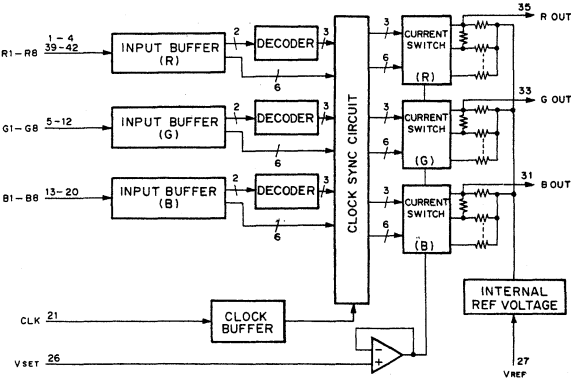 R1-R8 1-4 39-42 INPUT BUFFER (R) 2 DECODER 3 6 3 6 CURRENT SWITCH (R) 35 R OUT
G1-G8 5-12 INPUT BUFFER (G) 2 DECODER 3 6 3 6 CURRENT SWITCH (G) 33 G OUT
B1-B8 13-20 INPUT BUFFER (B) 2 DECODER 3 6 3 6 CURRENT SWITCH (B) 31 B OUT
CLOCK SYNC CIRCUIT
INTERNAL
REF VOLTAGE
CLK 21
CLOCK
BUFFER
VSET 26
-
+
27
VREF